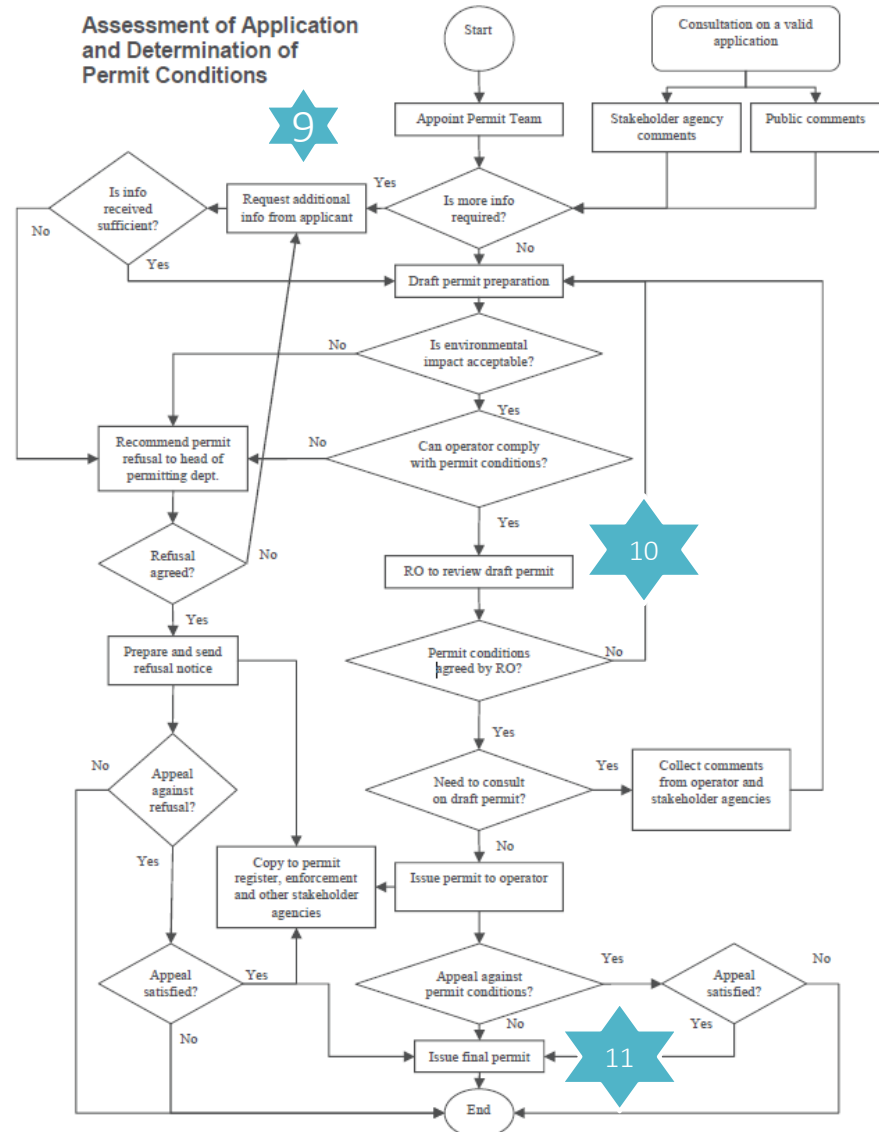 Assessment of Application
and Determination of
Permit Conditions
Start
Consultation on a valid
application
9
Appoint Permit Team
Stakeholder agency
comments
Public comments
Is info
received
sufficient?
Request additional
info from applicant
Yes
Is more info
required?
No
Yes
No
Draft permit preparation
No
Is environmental
impact acceptable?
Yes
Recommend permit
refusal to head of
permitting dept.
No
Can operator comply
with permit conditions?
Yes
10
Refusal
agreed?
No
RO to review draft permit
Yes
Prepare and send
refusal notice
Permit conditions
agreed by RO?
No
Yes
No
Appeal
against
refusal?
Need to consult
on draft permit?
Yes
Collect comments
from operator and
stakeholder agencies
Yes
No
Copy to permit
register, enforcement
and other stakeholder
agencies
Issue permit to operator
Appeal
satisfied?
Yes
Appeal against
permit conditions?
Yes
Appeal
satisfied?
No
No
No
Yes
Issue final permit
11
End